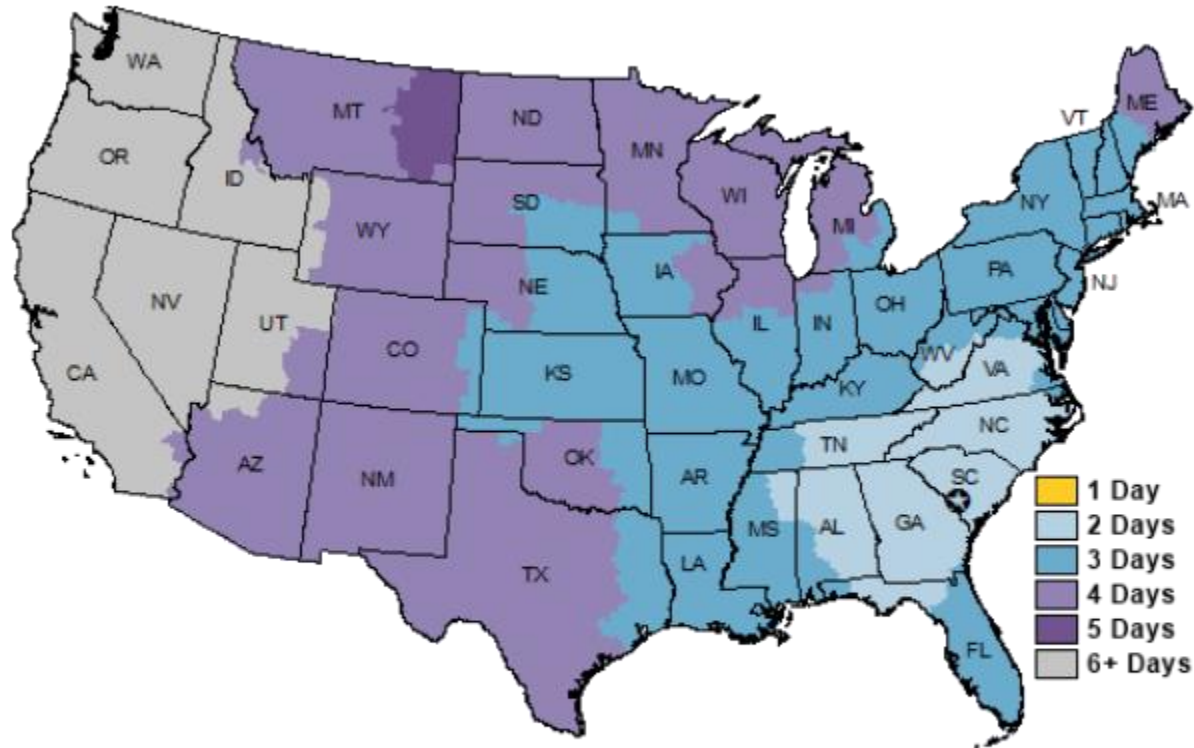 WA
MT
ND
MN
VT
ME
OR
ID
SD
WI
MI
NY
MA
WY
IA
PA
NE
NJ
NV
UT
IL
IN
OH
CO
WV
CA
KS
MO
VA
KY
NC
TN
AZ
NM
OK
AR
SC
MS
AL
GA
LA
TX
FL
1 Day
2 Days
3 Days
4 Days
5 Days
6+ Days